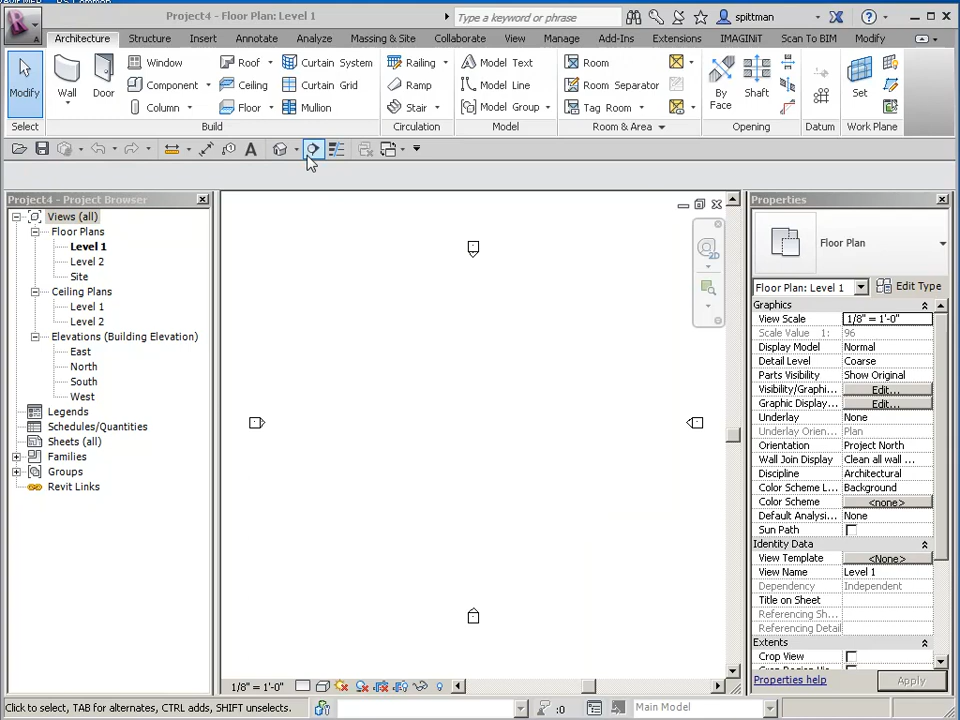 Project4 - Floor Plan: Level 1
Type a keyword or phrase
spittman
Architecture Structure Insert Annotate Analyze Massing & Site Collaborate View Manage Add-Ins Extensions IMAGINiT Scan To BIM Modify
Modify Wall Door Window Component Column Roof Ceiling Floor Curtain System Curtain Grid Mullion Railing Ramp Stair Model Text Model Line Model Group Room Room Separator Tag Room By Face Shaft Set
Select Build Circulation Model Room & Area Opening Datum Work Plane
Project4 - Project Browser
Views (all)
Floor Plans
Level 1
Level 2
Site
Ceiling Plans
Level 1
Level 2
Elevations (Building Elevation)
East
North
South
West
Legends
Schedules/Quantities
Sheets (all)
Families
Groups
Revit Links
2D
Properties
Floor Plan
Floor Plan: Level 1 Edit Type
Graphics
View Scale 1/8" = 1'-0"
Scale Value 1: 96
Display Model Normal
Detail Level Coarse
Parts Visibility Show Original
Visibility/Graphi... Edit...
Graphic Display... Edit...
Underlay None
Underlay Orien... Plan
Orientation Project North
Wall Join Display Clean all wall ...
Discipline Architectural
Color Scheme L... Background
Color Scheme <none>
Default Analysi... None
Sun Path
Identity Data
View Template <None>
View Name Level 1
Dependency Independent
Title on Sheet
Referencing Sh...
Referencing Detail
Extents
Crop View
Properties help Apply
1/8" = 1'-0"
Click to select, TAB for alternates, CTRL adds, SHIFT unselects.
:0
Main Model